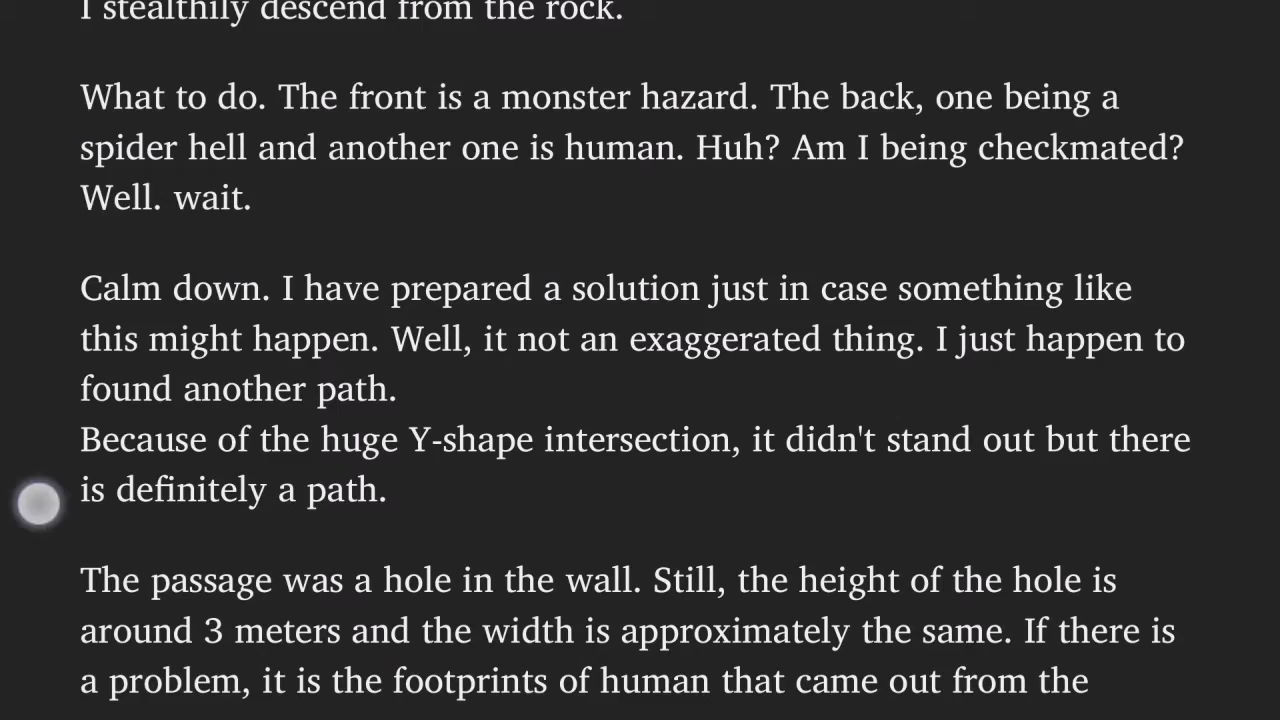 I stealthily descend from the rock.
What to do. The front is a monster hazard. The back, one being a
spider hell and another one is human. Huh? Am I being checkmated?
Well. wait.
Calm down. I have prepared a solution just in case something like
this might happen. Well, it not an exaggerated thing. I just happen to
found another path.
Because of the huge Y-shape intersection, it didn't stand out but there
is definitely a path.
The passage was a hole in the wall. Still, the height of the hole is
around 3 meters and the width is approximately the same. If there is
a problem, it is the footprints of human that came out from the